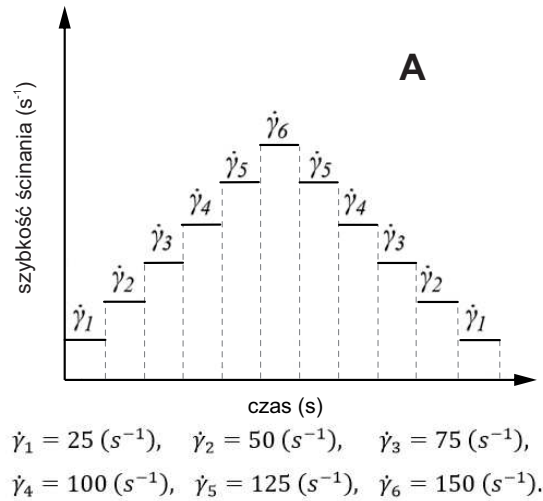 A
szybkość ścinania (s⁻¹)
γ̇₆
γ̇₅ γ̇₅
γ̇₄ γ̇₄
γ̇₃ γ̇₃
γ̇₂ γ̇₂
γ̇₁ γ̇₁
czas (s)
γ̇₁ = 25 (s⁻¹), γ̇₂ = 50 (s⁻¹), γ̇₃ = 75 (s⁻¹),
γ̇₄ = 100 (s⁻¹), γ̇₅ = 125 (s⁻¹), γ̇₆ = 150 (s⁻¹).